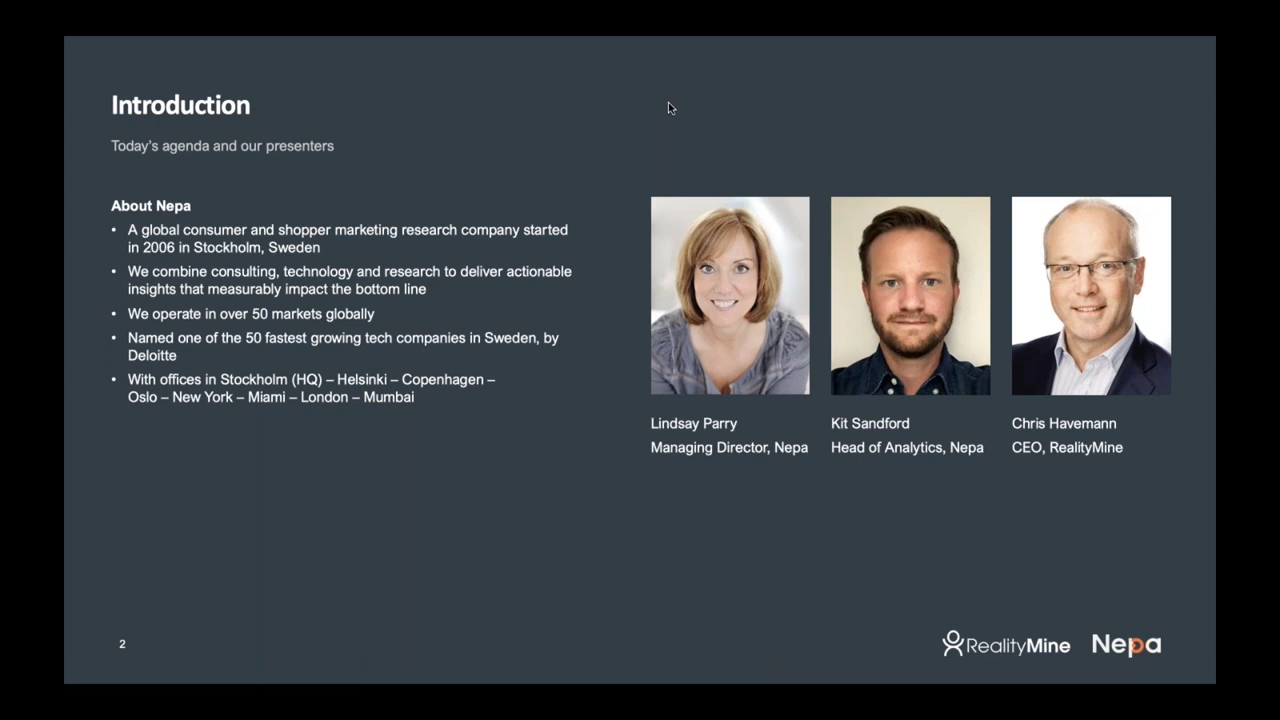 Introduction
Today's agenda and our presenters
About Nepa
• A global consumer and shopper marketing research company started
in 2006 in Stockholm, Sweden
• We combine consulting, technology and research to deliver actionable
insights that measurably impact the bottom line
• We operate in over 50 markets globally
• Named one of the 50 fastest growing tech companies in Sweden, by
Deloitte
• With offices in Stockholm (HQ) – Helsinki – Copenhagen –
Oslo – New York – Miami – London – Mumbai
Lindsay Parry
Managing Director, Nepa
Kit Sandford
Head of Analytics, Nepa
Chris Havemann
CEO, RealityMine
2
RealityMine
Nepa